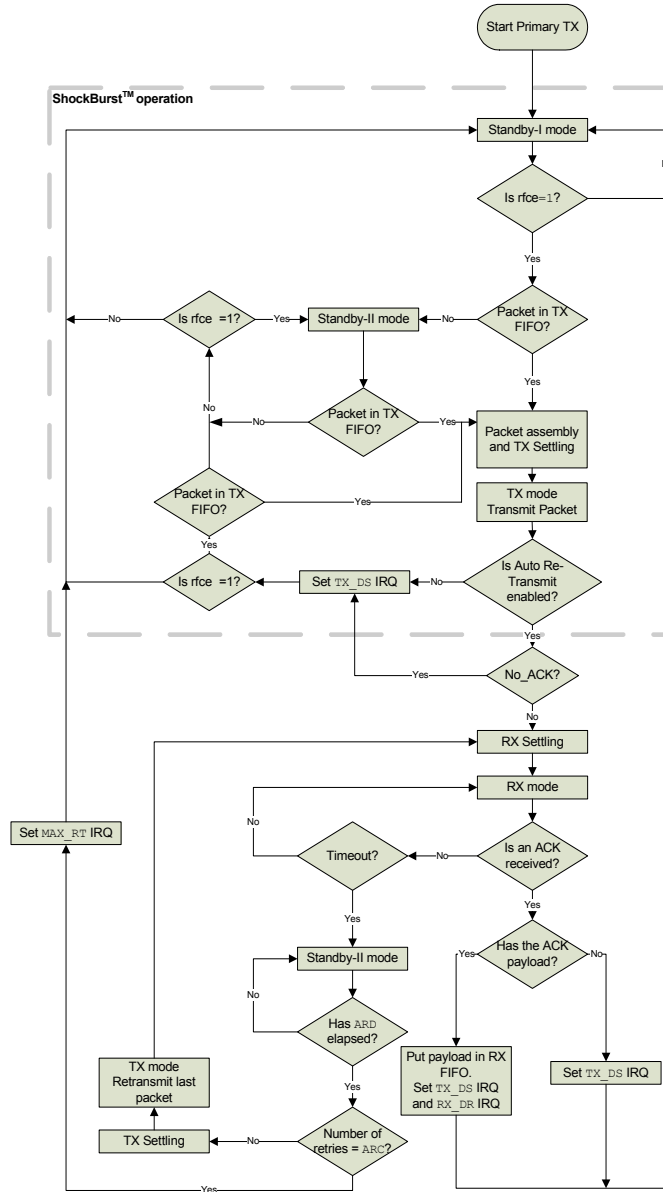 Start Primary TX
ShockBurst™ operation
Standby-I mode
Is rfce=1?
Yes
No
Is rfce =1?
Yes
Standby-II mode
No
Packet in TX
FIFO?
Yes
No
No
Packet in TX
FIFO?
Yes
Packet assembly
and TX Settling
Packet in TX
FIFO?
Yes
TX mode
Transmit Packet
Yes
Is rfce =1?
Set TX_DS IRQ
No
Is Auto Re-
Transmit
enabled?
Yes
Yes
No_ACK?
No
RX Settling
RX mode
No
Set MAX_RT IRQ
Timeout?
No
Is an ACK
received?
Yes
Yes
Standby-II mode
Yes
Has the ACK
payload?
No
No
Has ARD
elapsed?
TX mode
Retransmit last
packet
Put payload in RX
FIFO.
Set TX_DS IRQ
and RX_DR IRQ
Set TX_DS IRQ
Yes
TX Settling
No
Number of
retries = ARC?
Yes